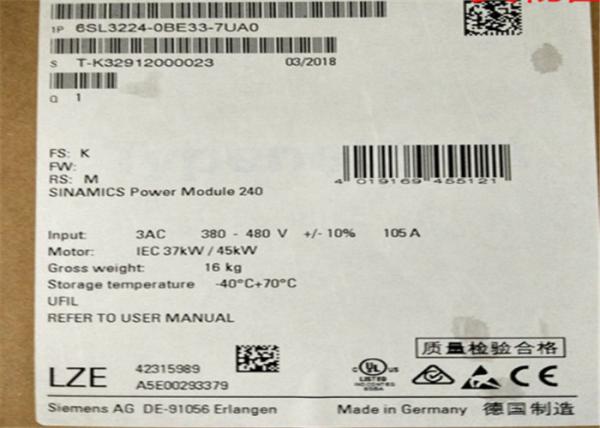 1P 6SL3224-0BE33-7UA0
S T-K32912000023 03/2018
Q 1
FS: K
FW:
RS: M
SINAMICS Power Module 240
4 019169 455121
Input: 3AC 380 - 480 V +/- 10% 105 A
Motor: IEC 37kW / 45kW
Gross weight: 16 kg
Storage temperature -40°C+70°C
UFIL
REFER TO USER MANUAL
质量检验合格
LZE 42315989
A5E00293379
C UL US
LISTED
CE
Siemens AG DE-91056 Erlangen Made in Germany 德国制造